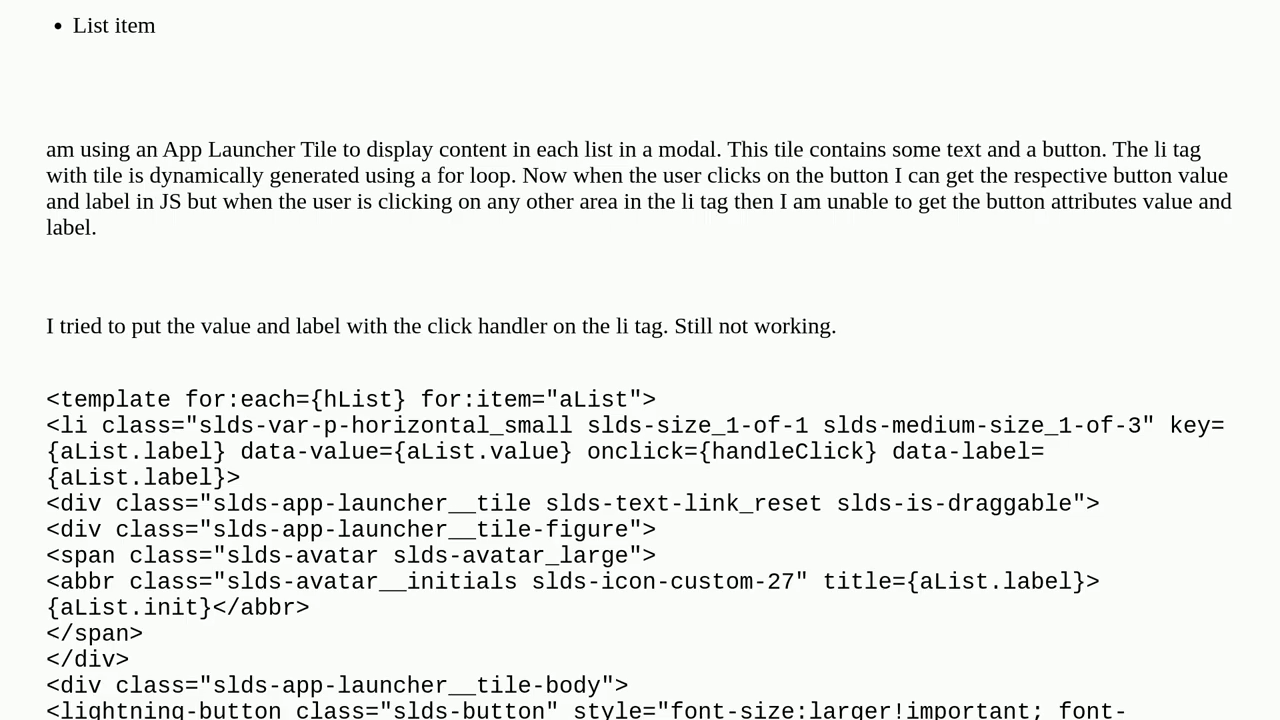 • List item
am using an App Launcher Tile to display content in each list in a modal. This tile contains some text and a button. The li tag
with tile is dynamically generated using a for loop. Now when the user clicks on the button I can get the respective button value
and label in JS but when the user is clicking on any other area in the li tag then I am unable to get the button attributes value and
label.
I tried to put the value and label with the click handler on the li tag. Still not working.
<template for:each={hList} for:item="aList">
<li class="slds-var-p-horizontal_small slds-size_1-of-1 slds-medium-size_1-of-3" key=
{aList.label} data-value={aList.value} onclick={handleClick} data-label=
{aList.label}>
<div class="slds-app-launcher__tile slds-text-link_reset slds-is-draggable">
<div class="slds-app-launcher__tile-figure">
<span class="slds-avatar slds-avatar_large">
<abbr class="slds-avatar__initials slds-icon-custom-27" title={aList.label}>
{aList.init}</abbr>
</span>
</div>
<div class="slds-app-launcher__tile-body">
<lightning-button class="slds-button" style="font-size:larger!important; font-